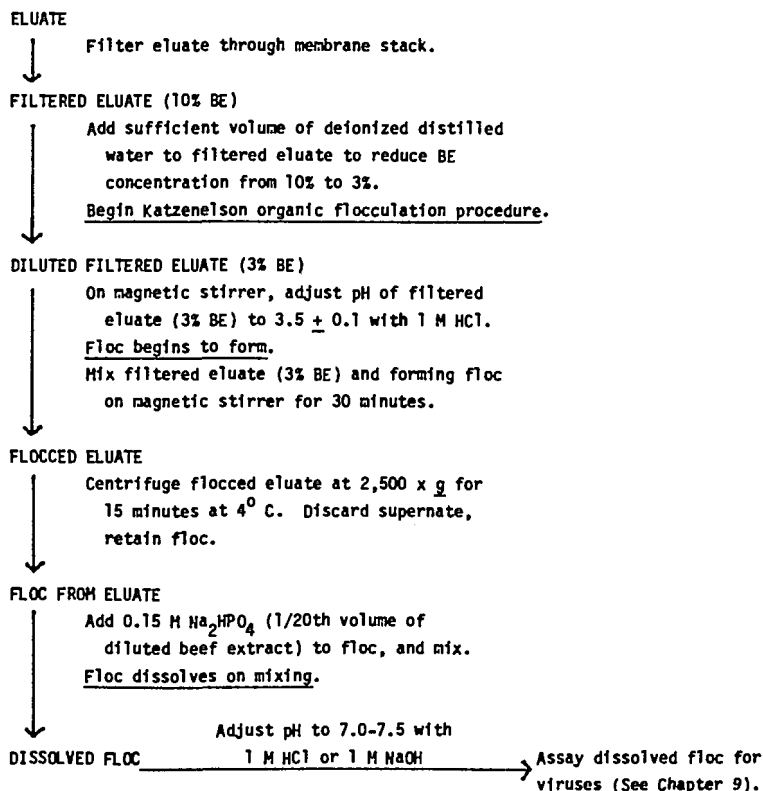 ELUATE
Filter eluate through membrane stack.
FILTERED ELUATE (10% BE)
Add sufficient volume of deionized distilled
water to filtered eluate to reduce BE
concentration from 10% to 3%.
Begin Katzenelson organic flocculation procedure.
DILUTED FILTERED ELUATE (3% BE)
On magnetic stirrer, adjust pH of filtered
eluate (3% BE) to 3.5 ± 0.1 with 1 M HCl.
Floc begins to form.
Mix filtered eluate (3% BE) and forming floc
on magnetic stirrer for 30 minutes.
FLOCCED ELUATE
Centrifuge flocced eluate at 2,500 x g for
15 minutes at 4⁰ C. Discard supernate,
retain floc.
FLOC FROM ELUATE
Add 0.15 M Na₂HPO₄ (1/20th volume of
diluted beef extract) to floc, and mix.
Floc dissolves on mixing.
Adjust pH to 7.0-7.5 with
DISSOLVED FLOC 1 M HCl or 1 M NaOH Assay dissolved floc for
viruses (See Chapter 9).